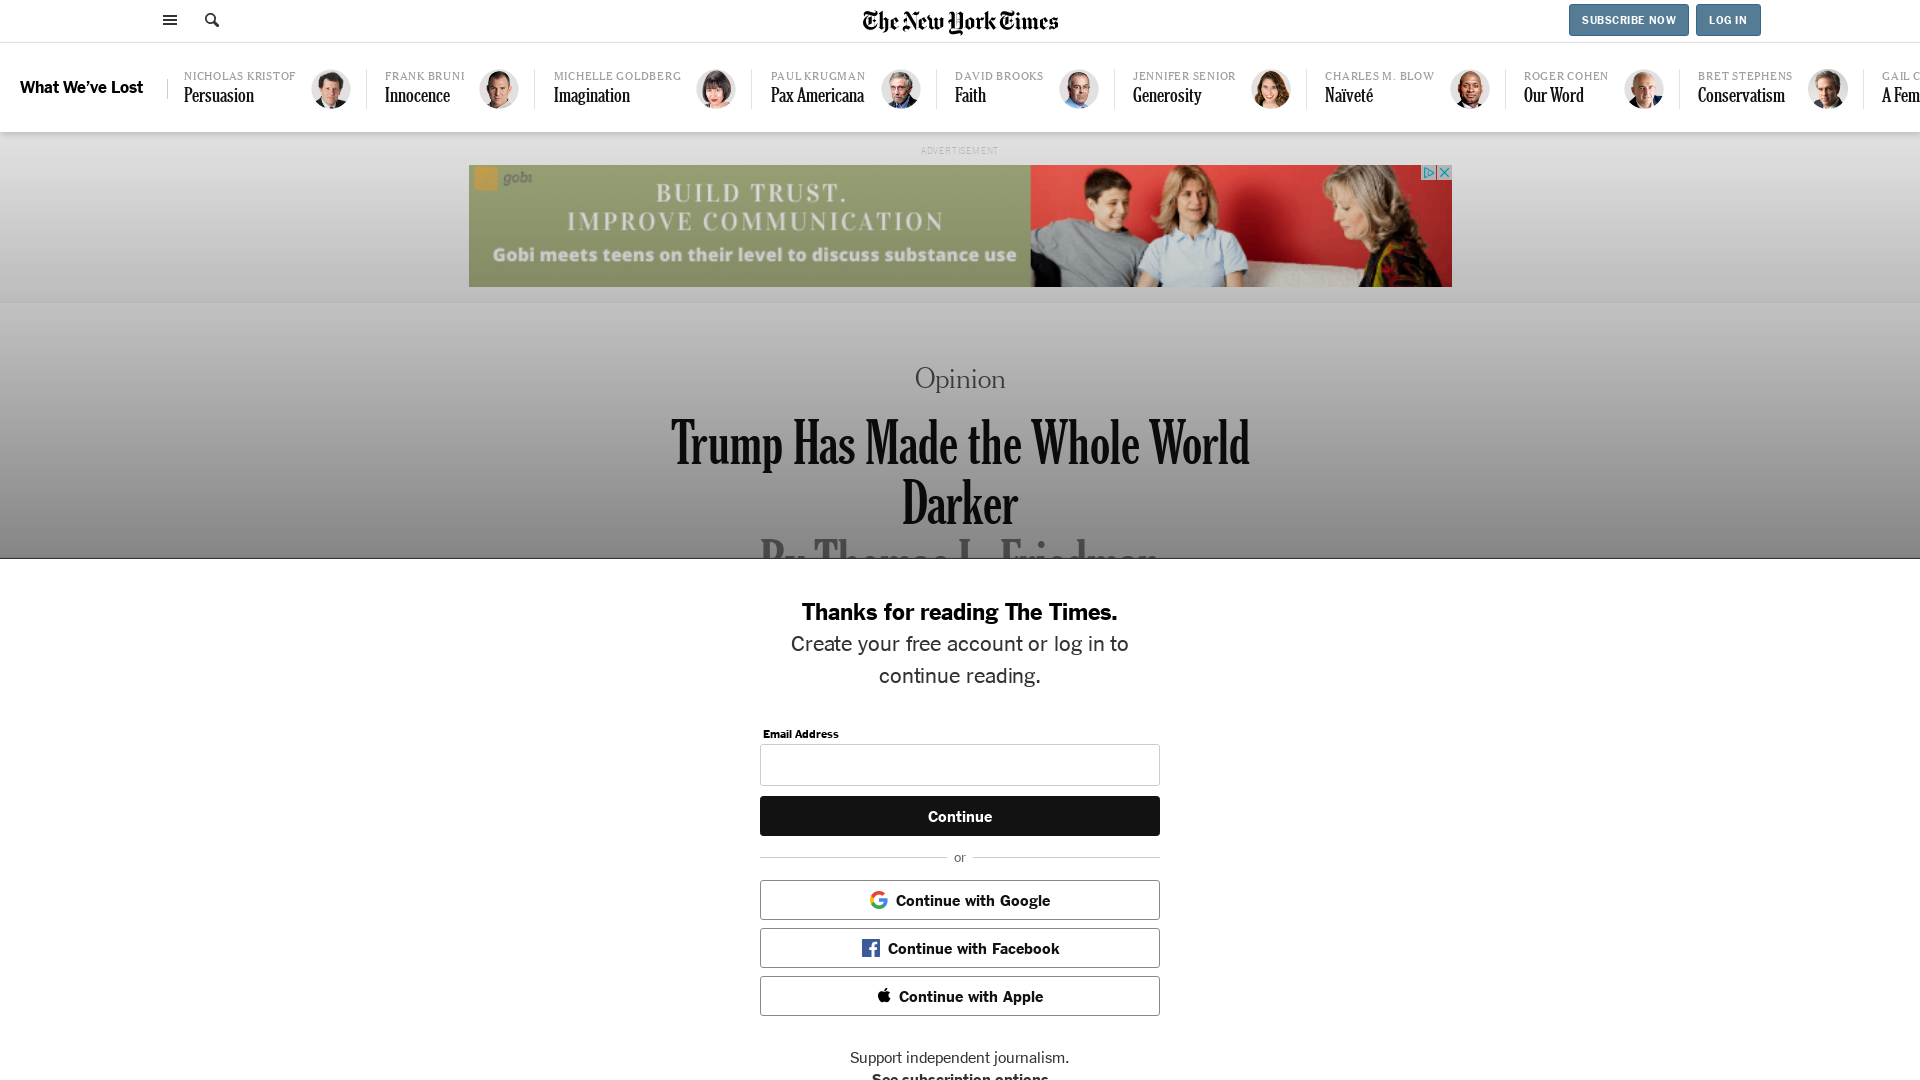 The New York Times
SUBSCRIBE NOW
LOG IN
What We've Lost
NICHOLAS KRISTOF
Persuasion
FRANK BRUNI
Innocence
MICHELLE GOLDBERG
Imagination
PAUL KRUGMAN
Pax Americana
DAVID BROOKS
Faith
JENNIFER SENIOR
Generosity
CHARLES M. BLOW
Naïveté
ROGER COHEN
Our Word
BRET STEPHENS
Conservatism
GAIL C
A Fem
ADVERTISEMENT
gobi
BUILD TRUST.
IMPROVE COMMUNICATION
Gobi meets teens on their level to discuss substance use
Opinion
Trump Has Made the Whole World
Darker
By Thomas L. Friedman
Thanks for reading The Times.
Create your free account or log in to
continue reading.
Email Address
Continue
or
Continue with Google
Continue with Facebook
Continue with Apple
Support independent journalism.
See subscription options